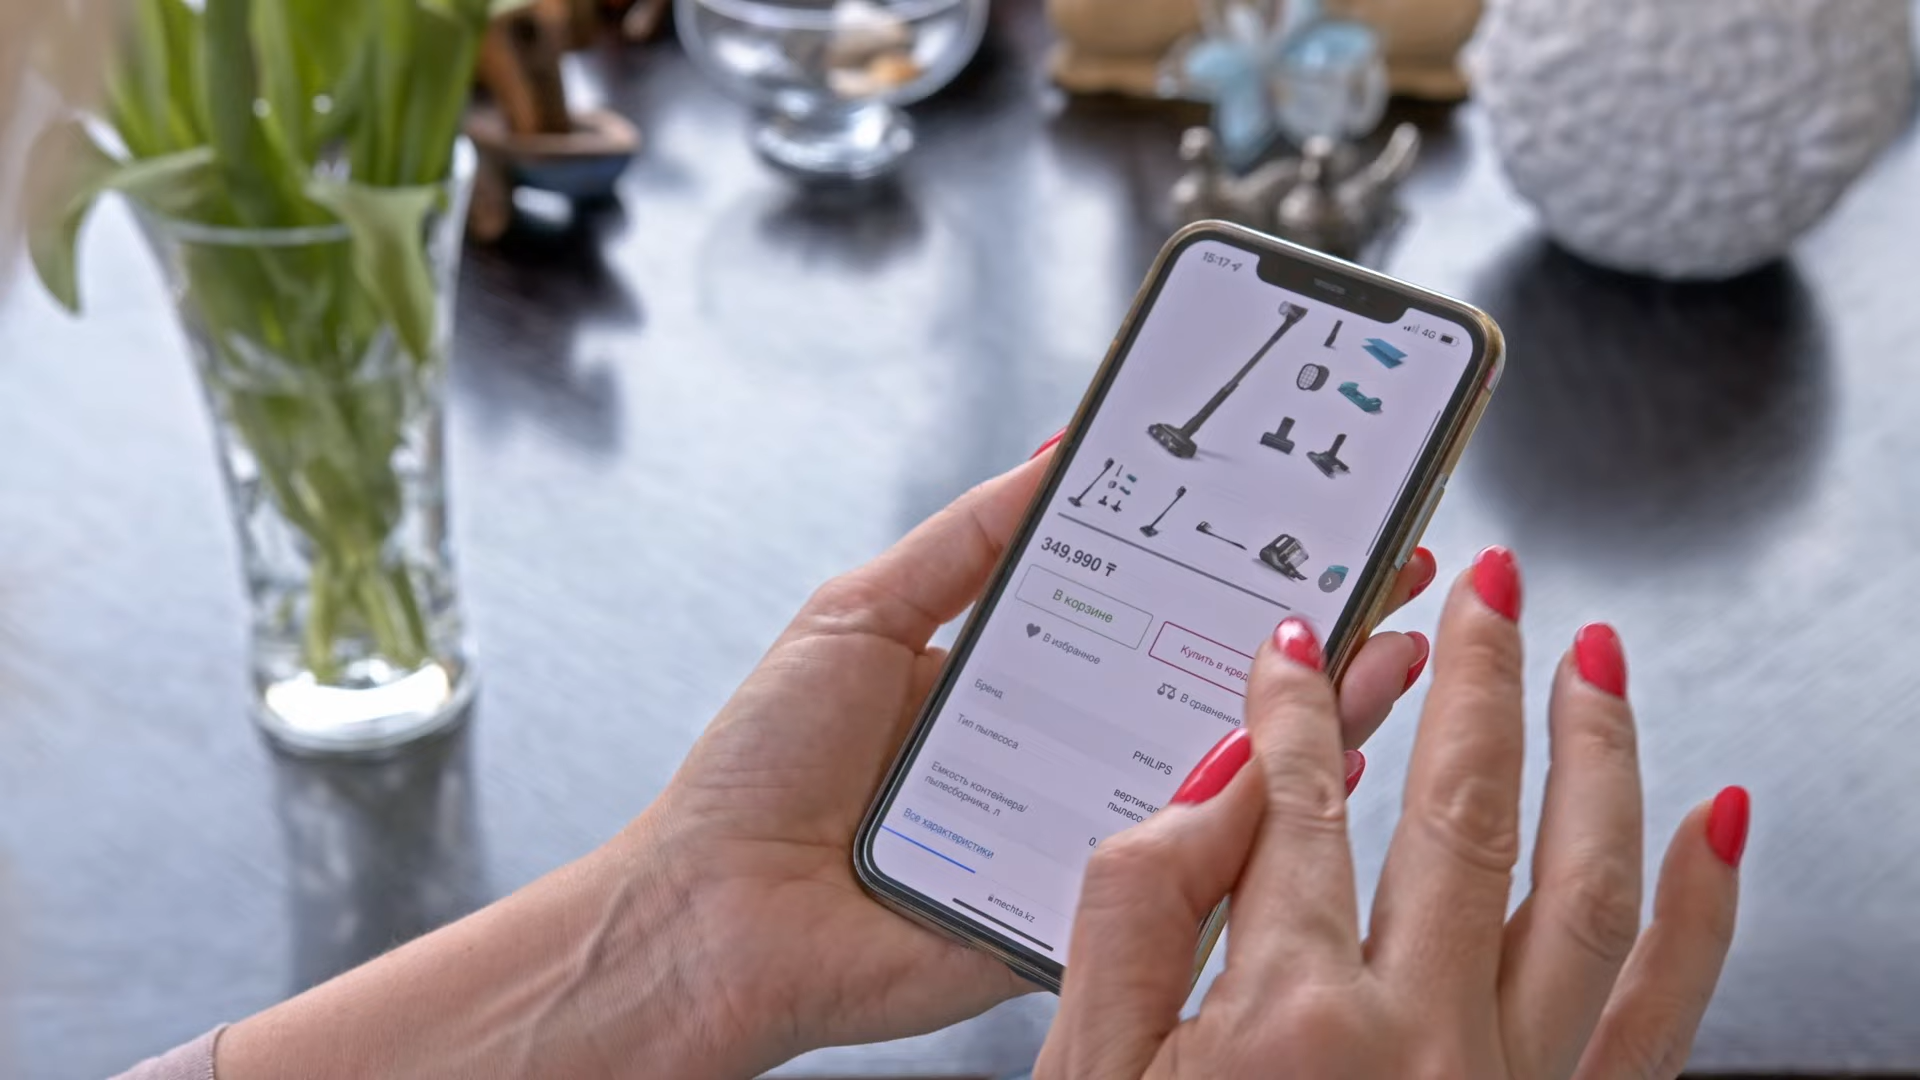 15:17
4G
349,990 ₸
В корзине
В избранное
В сравнение
Бренд
PHILIPS
Тип пылесоса
Емкость контейнера/
пылесборника, л
Все характеристики
mechta.kz